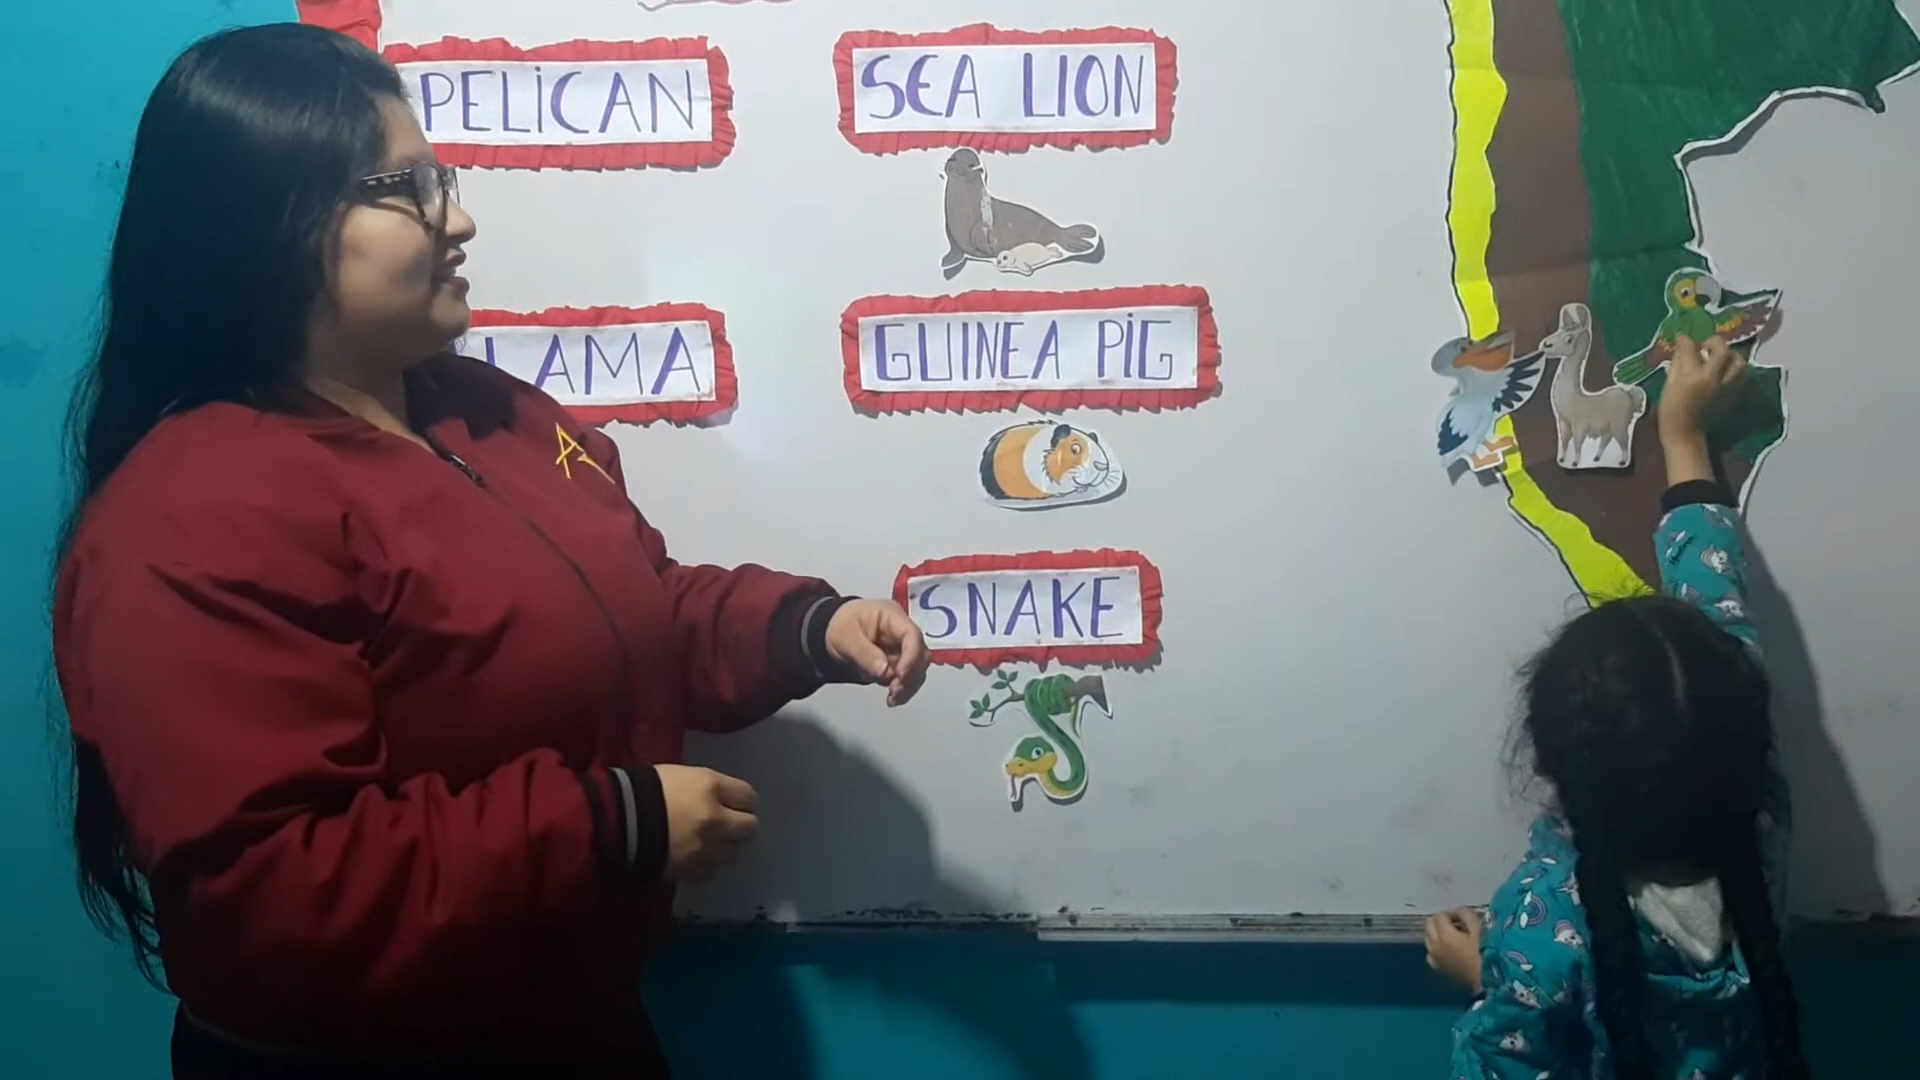 PELiCAN
SEA LION
LAMA
GUINEA PiG
SNAKE
A